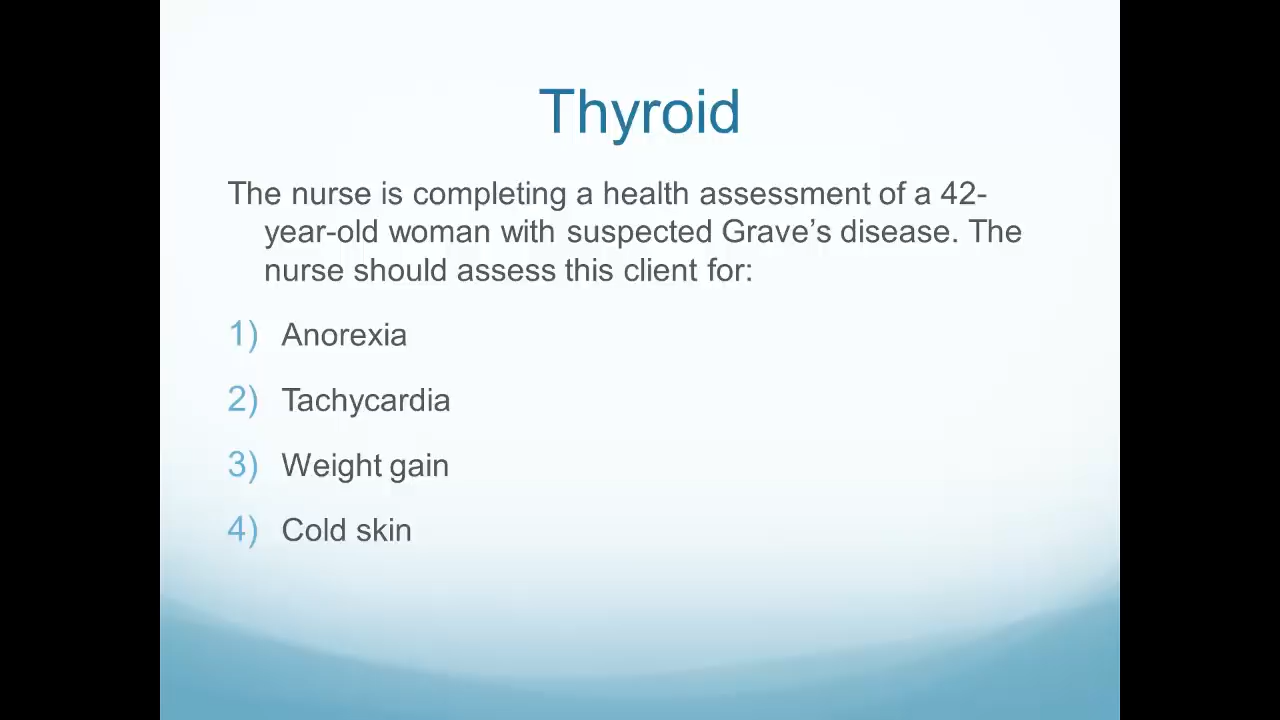 Thyroid
The nurse is completing a health assessment of a 42-
year-old woman with suspected Grave’s disease. The
nurse should assess this client for:
1) Anorexia
2) Tachycardia
3) Weight gain
4) Cold skin